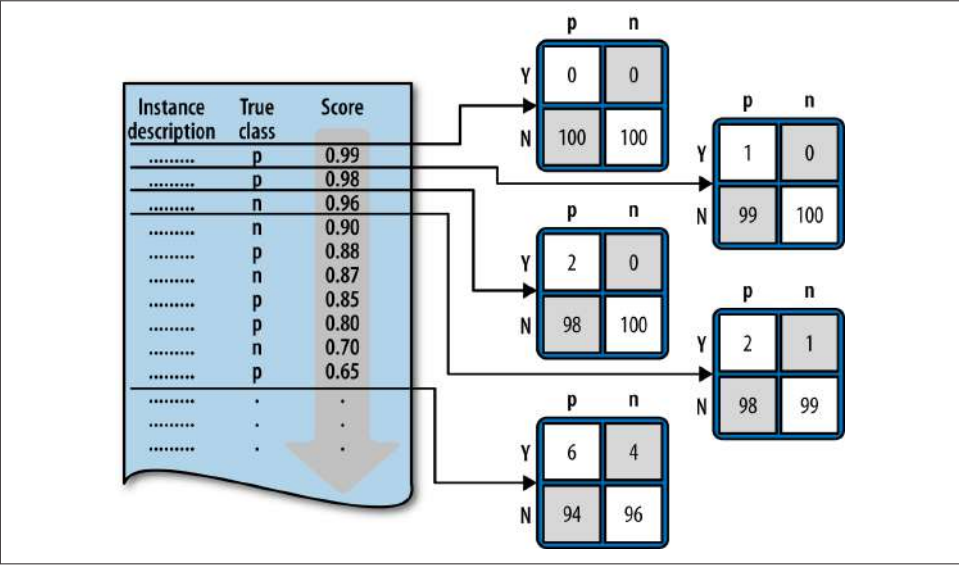 Instance description True class Score
......... p 0.99
......... p 0.98
......... n 0.96
......... n 0.90
......... p 0.88
......... n 0.87
......... p 0.85
......... p 0.80
......... n 0.70
......... p 0.65
......... . .
......... . .
......... . .
p n
Y 0 0
N 100 100
p n
Y 1 0
N 99 100
p n
Y 2 0
N 98 100
p n
Y 2 1
N 98 99
p n
Y 6 4
N 94 96